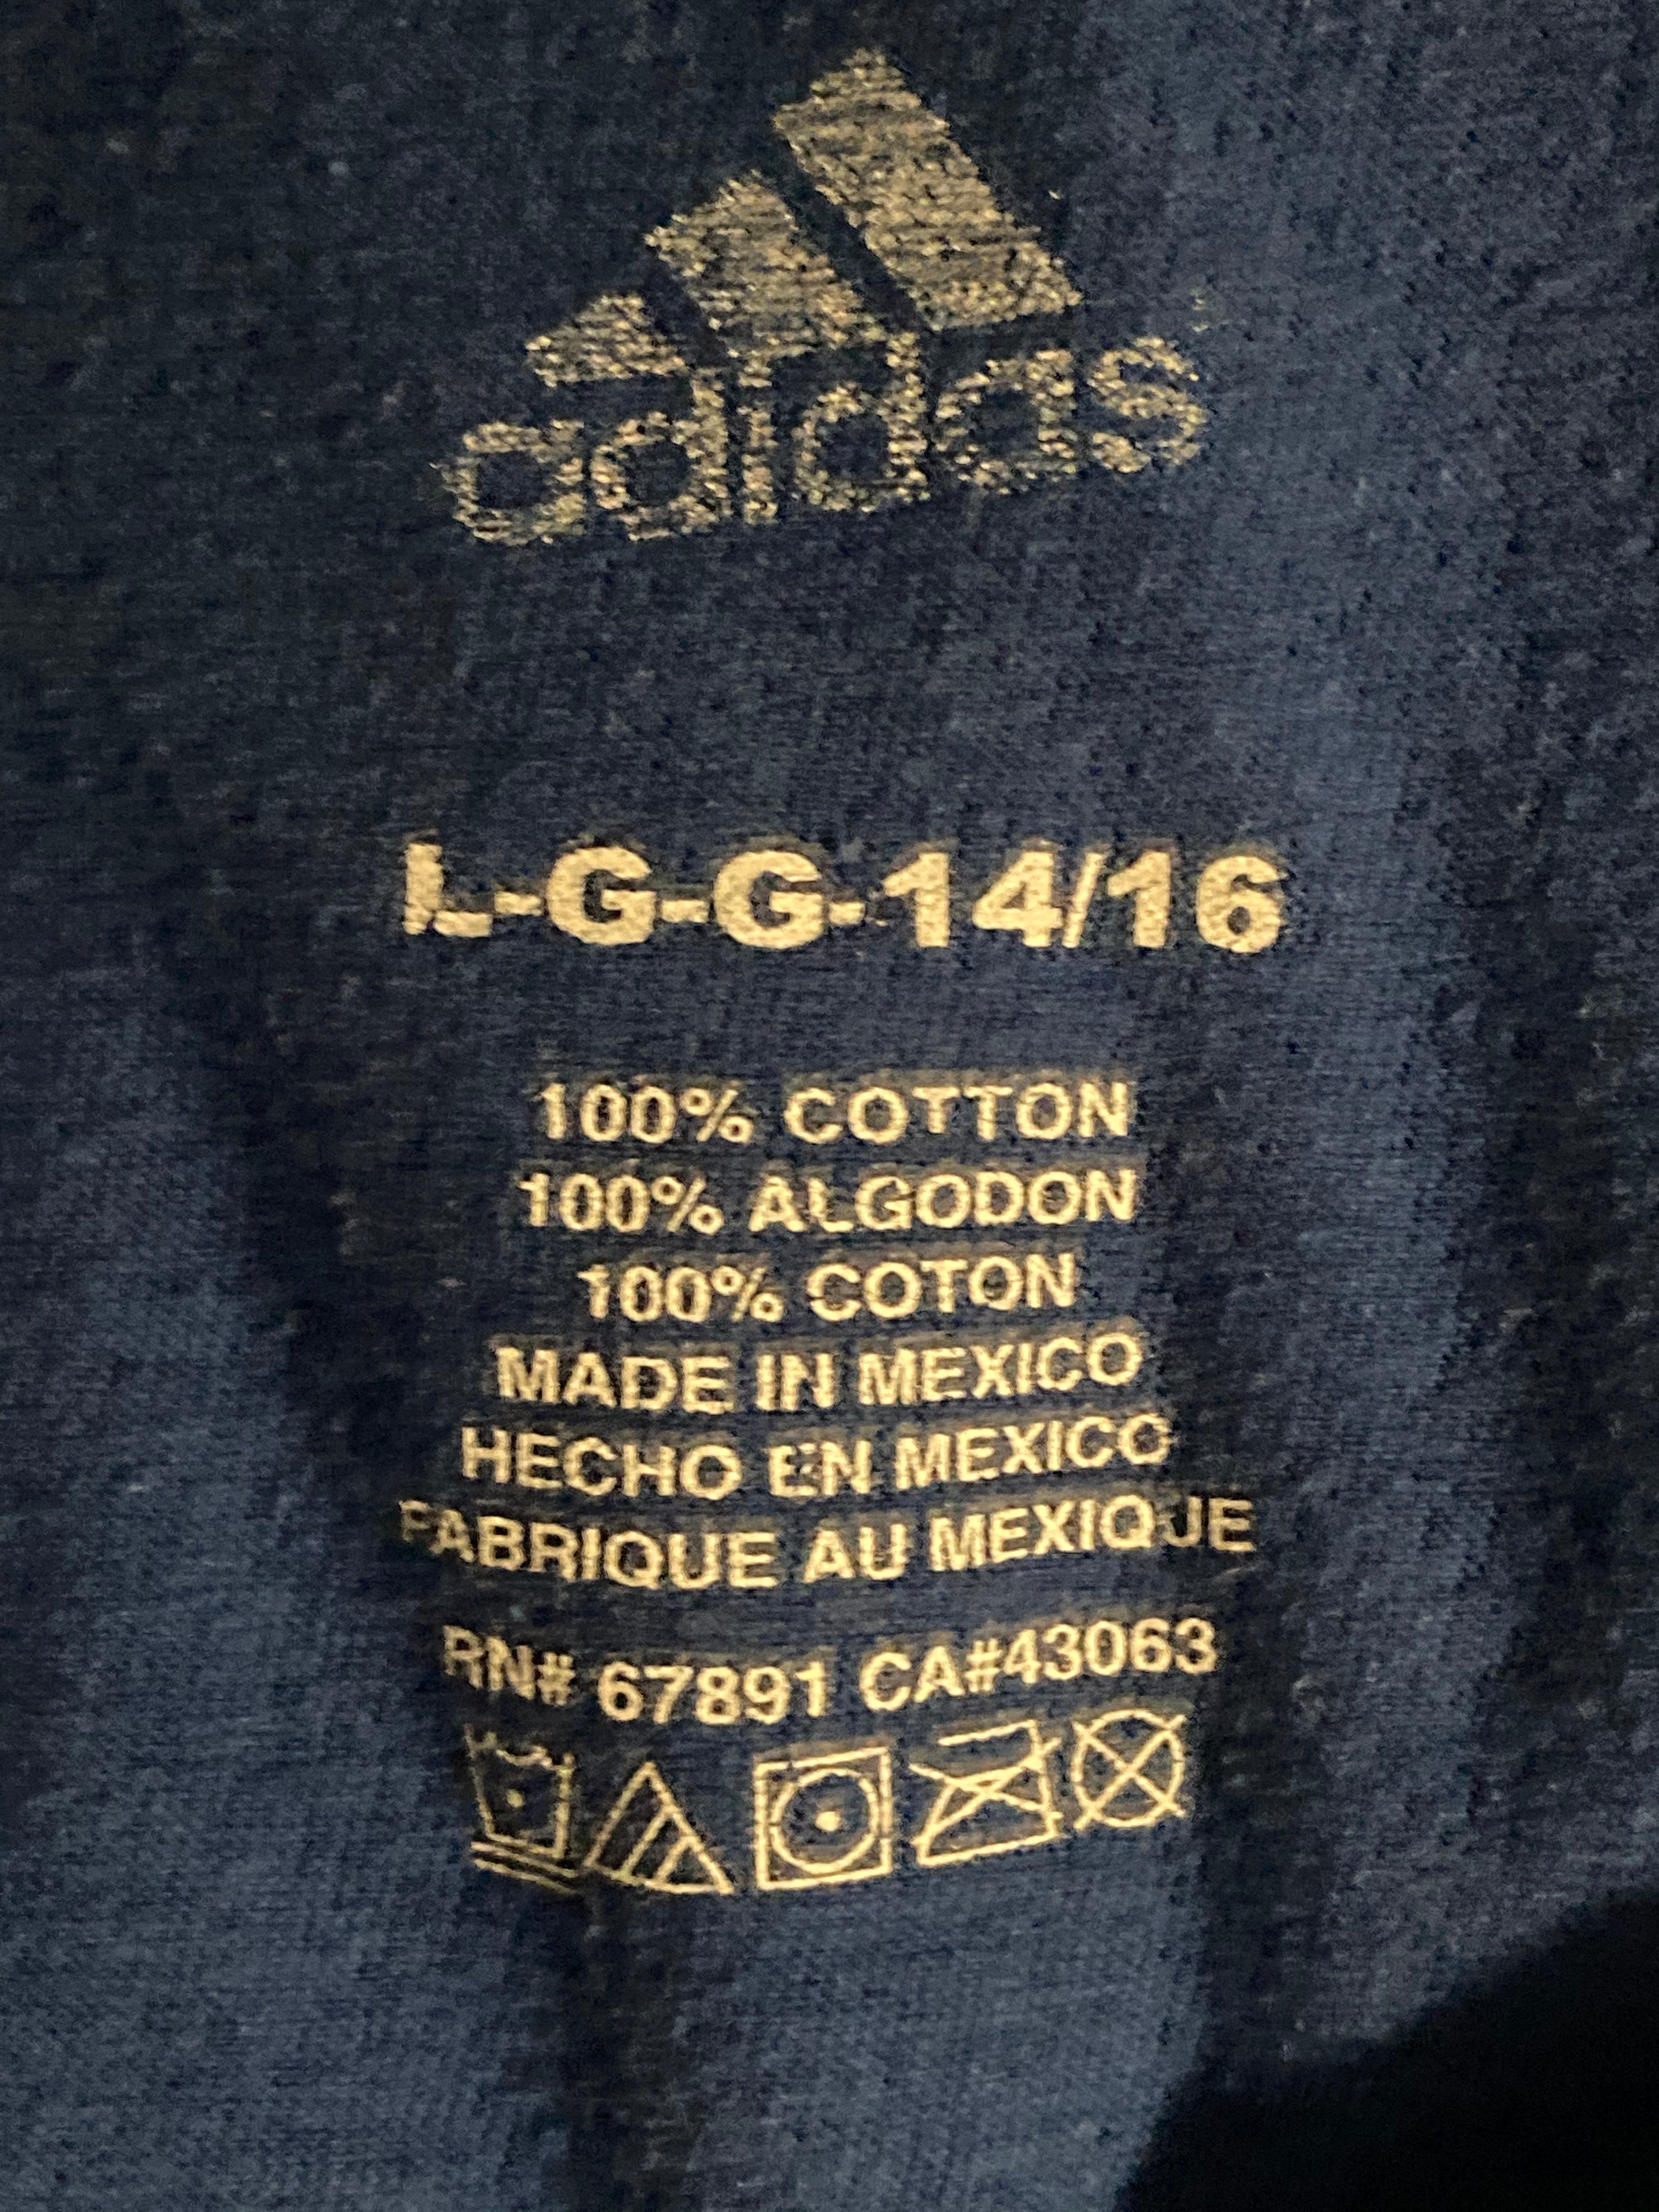 adidas
L-G-G-14/16
100% COTTON
100% ALGODON
100% COTON
MADE IN MEXICO
HECHO EN MEXICO
FABRIQUE AU MEXIQUE
RN# 67891 CA#43063